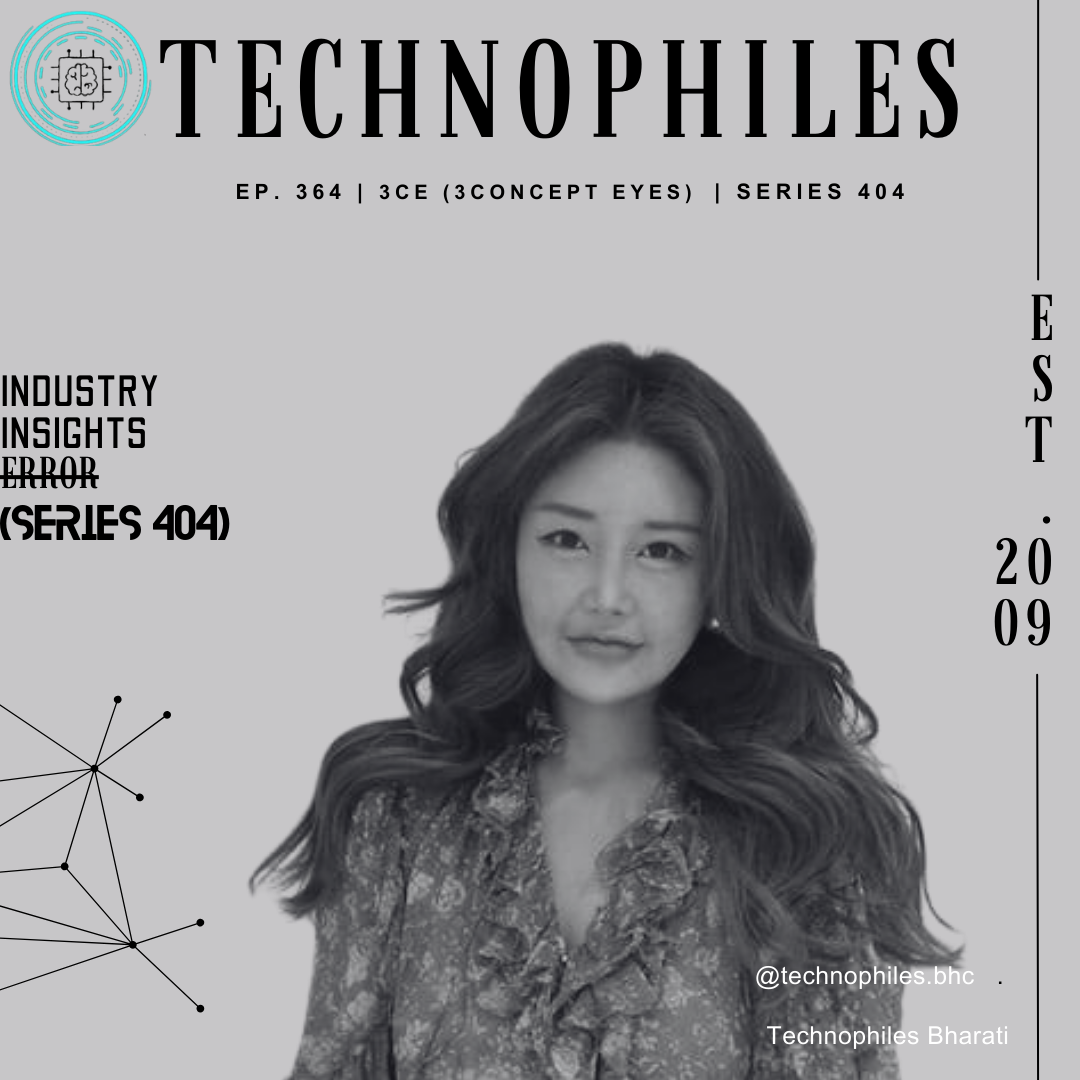 TECHNOPHILES
EP. 364 | 3CE (3CONCEPT EYES) | SERIES 404
INDUSTRY
INSIGHTS
ERROR
(SERIES 404)
E
S
T
.
20
09
@technophiles.bhc .
Technophiles Bharati